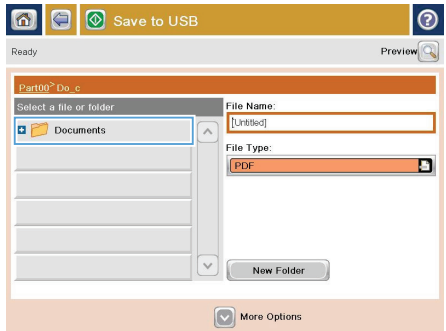 Save to USB
Ready
Preview
Part00> Do_c
Select a file or folder
Documents
File Name:
[Untitled]
File Type:
PDF
New Folder
More Options